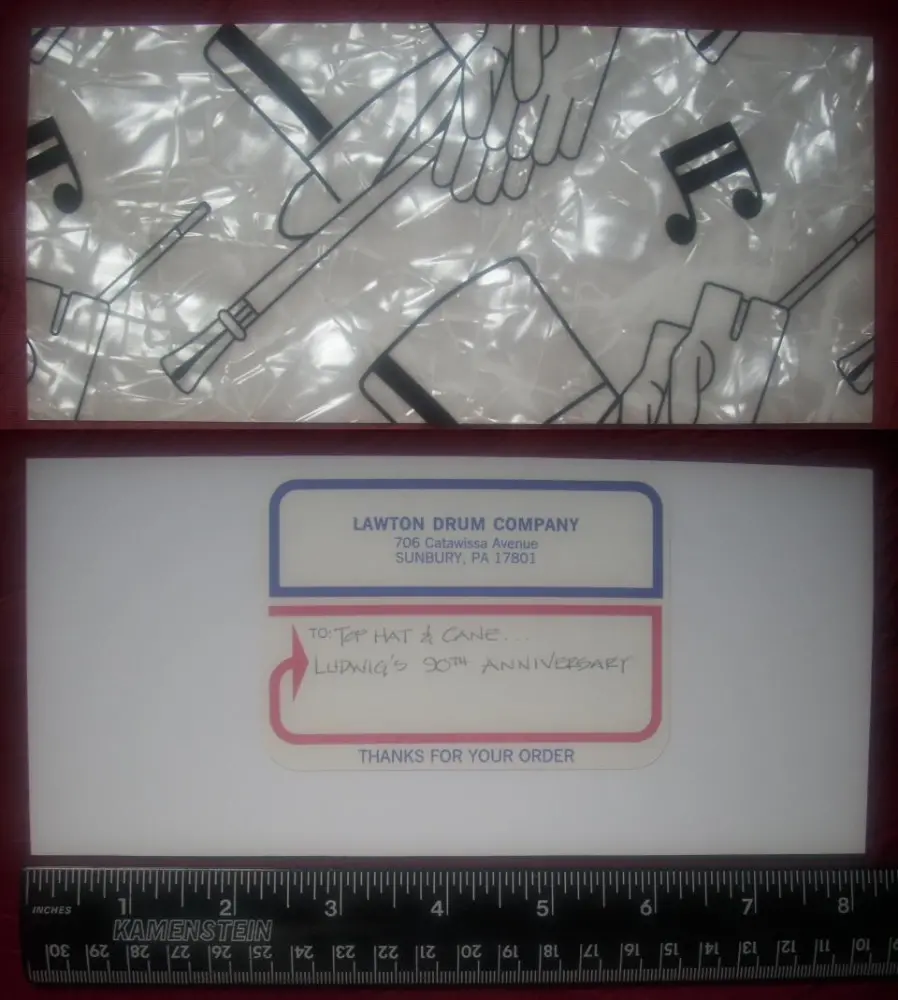 LAWTON DRUM COMPANY
706 Catawissa Avenue
SUNBURY, PA 17801
TO: TOP HAT & CANE...
LUDWIG'S 90TH ANNIVERSARY
THANKS FOR YOUR ORDER
INCHES 1 2 3 4 5 6 7 8
KAMENSTEIN
30 29 28 27 26 25 24 23 22 21 20 19 18 17 16 15 14 13 12 11 10